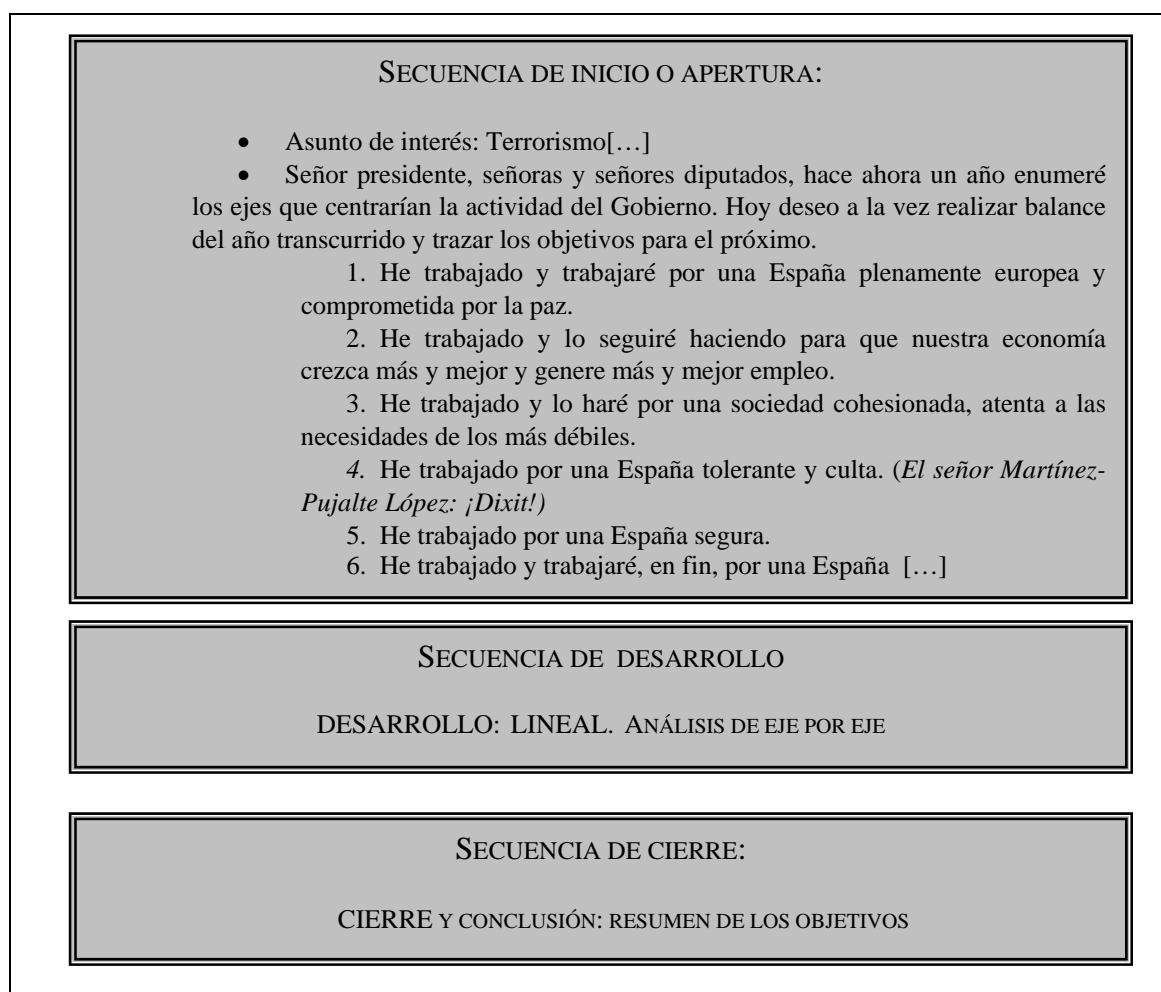 SECUENCIA DE INICIO O APERTURA:
• Asunto de interés: Terrorismo[…]
• Señor presidente, señoras y señores diputados, hace ahora un año enumeré
los ejes que centrarían la actividad del Gobierno. Hoy deseo a la vez realizar balance
del año transcurrido y trazar los objetivos para el próximo.
1. He trabajado y trabajaré por una España plenamente europea y
comprometida por la paz.
2. He trabajado y lo seguiré haciendo para que nuestra economía
crezca más y mejor y genere más y mejor empleo.
3. He trabajado y lo haré por una sociedad cohesionada, atenta a las
necesidades de los más débiles.
4. He trabajado por una España tolerante y culta. (El señor Martínez-
Pujalte López: ¡Dixit!)
5. He trabajado por una España segura.
6. He trabajado y trabajaré, en fin, por una España […]
SECUENCIA DE DESARROLLO
DESARROLLO: LINEAL. ANÁLISIS DE EJE POR EJE
SECUENCIA DE CIERRE:
CIERRE Y CONCLUSIÓN: RESUMEN DE LOS OBJETIVOS